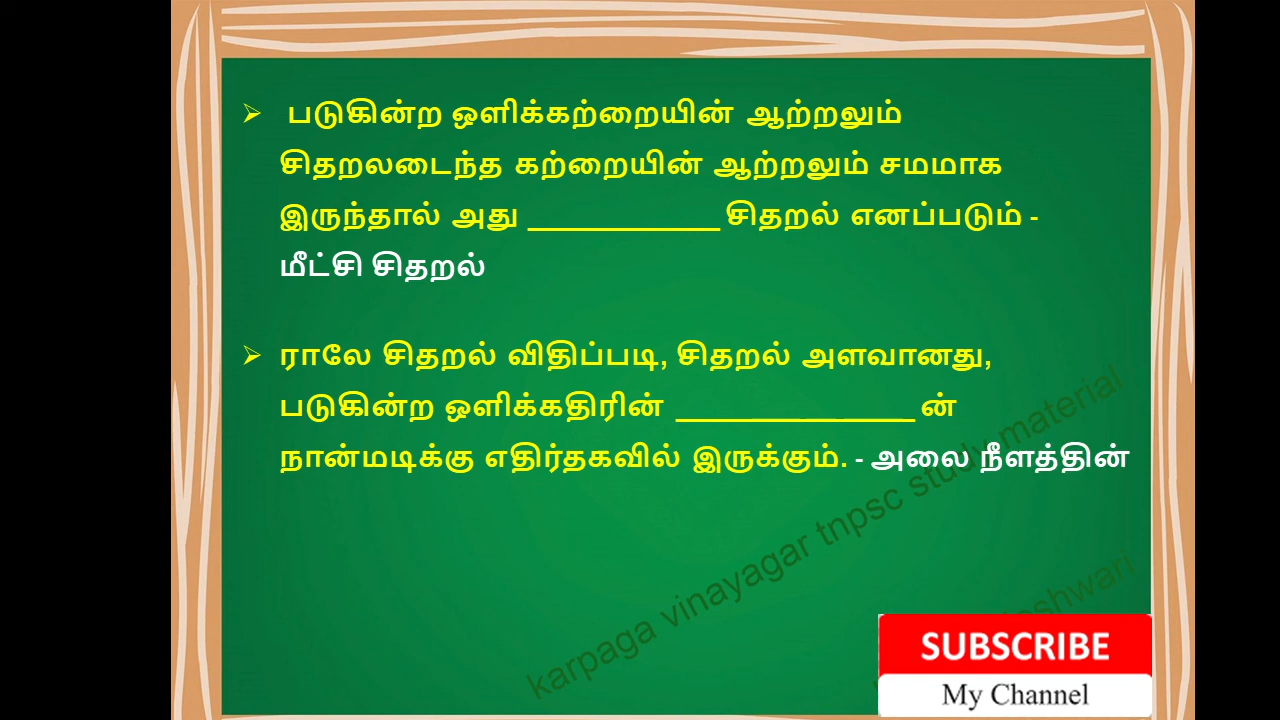 ➢ படுகின்ற ஒளிக்கற்றையின் ஆற்றலும்
சிதறலடைந்த கற்றையின் ஆற்றலும் சமமாக
இருந்தால் அது ____________ சிதறல் எனப்படும் -
மீட்சி சிதறல்
➢ ராலே சிதறல் விதிப்படி, சிதறல் அளவானது,
படுகின்ற ஒளிக்கதிரின் _______________ ன்
நான்மடிக்கு எதிர்தகவில் இருக்கும். - அலை நீளத்தின்
karpaga vinayagar tnpsc study material
SUBSCRIBE
My Channel